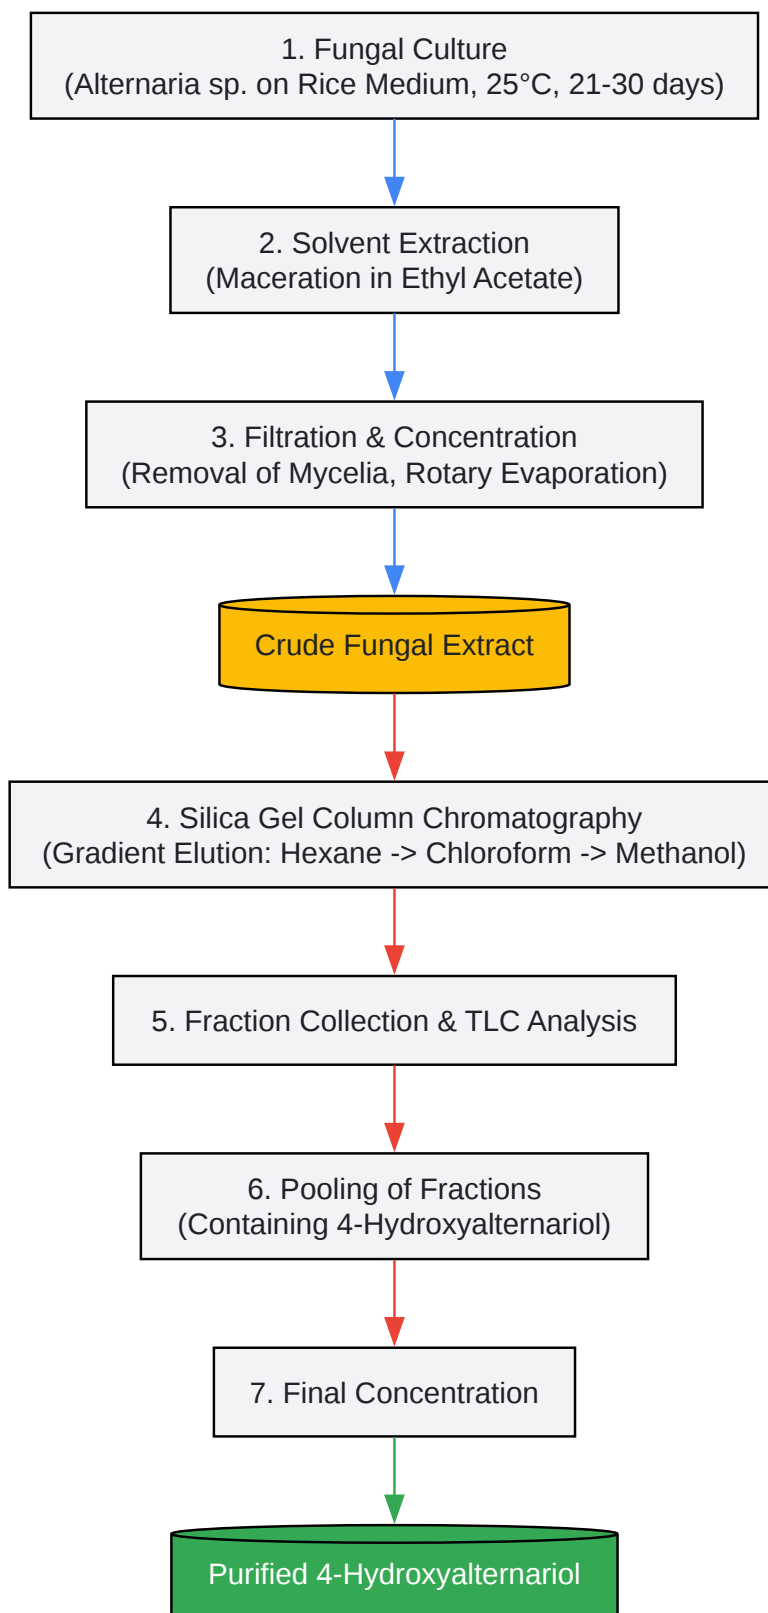 1. Fungal Culture
(Alternaria sp. on Rice Medium, 25°C, 21-30 days)
2. Solvent Extraction
(Maceration in Ethyl Acetate)
3. Filtration & Concentration
(Removal of Mycelia, Rotary Evaporation)
Crude Fungal Extract
4. Silica Gel Column Chromatography
(Gradient Elution: Hexane -> Chloroform -> Methanol)
5. Fraction Collection & TLC Analysis
6. Pooling of Fractions
(Containing 4-Hydroxyalternariol)
7. Final Concentration
Purified 4-Hydroxyalternariol